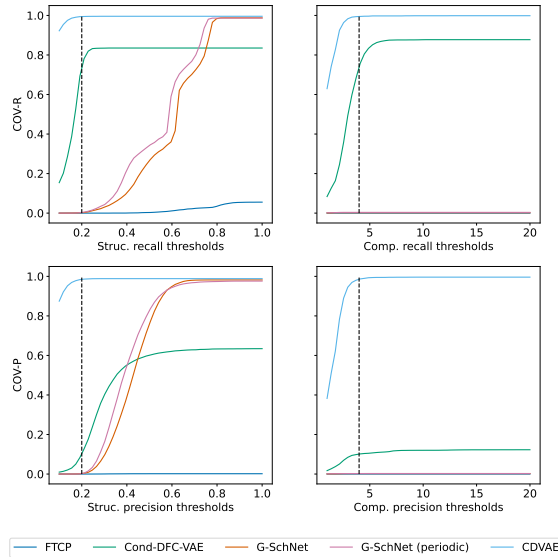 1.0
0.8
0.6
0.4
0.2
0.0
COV-R
0.2 0.4 0.6 0.8 1.0
Struc. recall thresholds
5 10 15 20
Comp. recall thresholds
1.0
0.8
0.6
0.4
0.2
0.0
COV-P
0.2 0.4 0.6 0.8 1.0
Struc. precision thresholds
5 10 15 20
Comp. precision thresholds
FTCP Cond-DFC-VAE G-SchNet G-SchNet (periodic) CDVAE